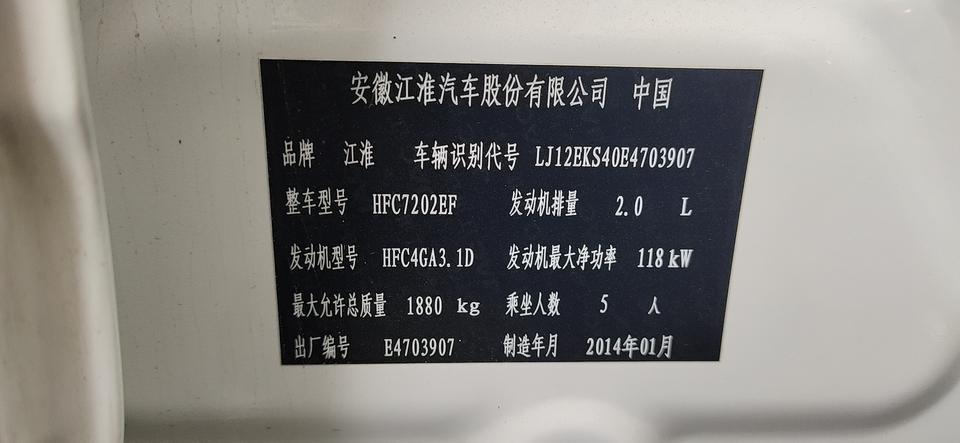 安徽江淮汽车股份有限公司 中国
品牌 江淮 车辆识别代号 LJ12EKS40E4703907
整车型号 HFC7202EF 发动机排量 2.0 L
发动机型号 HFC4GA3.1D 发动机最大净功率 118 kW
最大允许总质量 1880 kg 乘坐人数 5 人
出厂编号 E4703907 制造年月 2014年01月